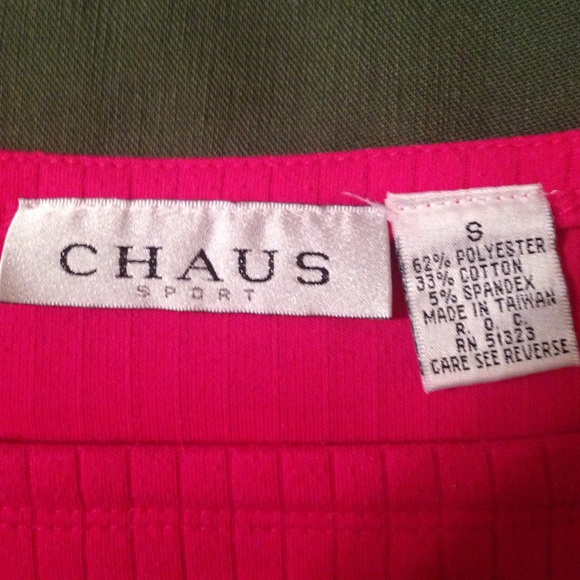 CHAUS
SPORT
S
62% POLYESTER
33% COTTON
5% SPANDEX
MADE IN TAIWAN
R. O. C.
RN 51323
CARE SEE REVERSE